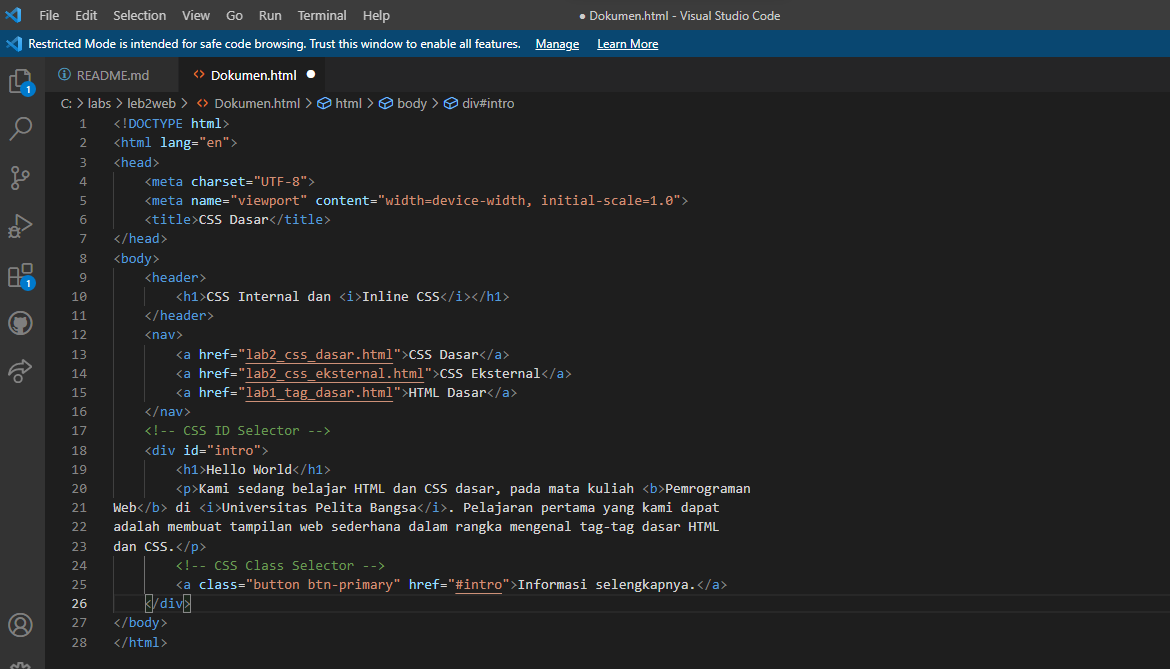 File Edit Selection View Go Run Terminal Help ● Dokumen.html - Visual Studio Code
Restricted Mode is intended for safe code browsing. Trust this window to enable all features. Manage Learn More
README.md <> Dokumen.html ●
C: > labs > leb2web > <> Dokumen.html > html > body > div#intro
1 <!DOCTYPE html>
2 <html lang="en">
3 <head>
4     <meta charset="UTF-8">
5     <meta name="viewport" content="width=device-width, initial-scale=1.0">
6     <title>CSS Dasar</title>
7 </head>
8 <body>
9     <header>
10         <h1>CSS Internal dan <i>Inline CSS</i></h1>
11     </header>
12     <nav>
13         <a href="lab2_css_dasar.html">CSS Dasar</a>
14         <a href="lab2_css_eksternal.html">CSS Eksternal</a>
15         <a href="lab1_tag_dasar.html">HTML Dasar</a>
16     </nav>
17     <!-- CSS ID Selector -->
18     <div id="intro">
19         <h1>Hello World</h1>
20         <p>Kami sedang belajar HTML dan CSS dasar, pada mata kuliah <b>Pemrograman
21 Web</b> di <i>Universitas Pelita Bangsa</i>. Pelajaran pertama yang kami dapat
22 adalah membuat tampilan web sederhana dalam rangka mengenal tag-tag dasar HTML
23 dan CSS.</p>
24         <!-- CSS Class Selector -->
25         <a class="button btn-primary" href="#intro">Informasi selengkapnya.</a>
26     </div>
27 </body>
28 </html>
1
1